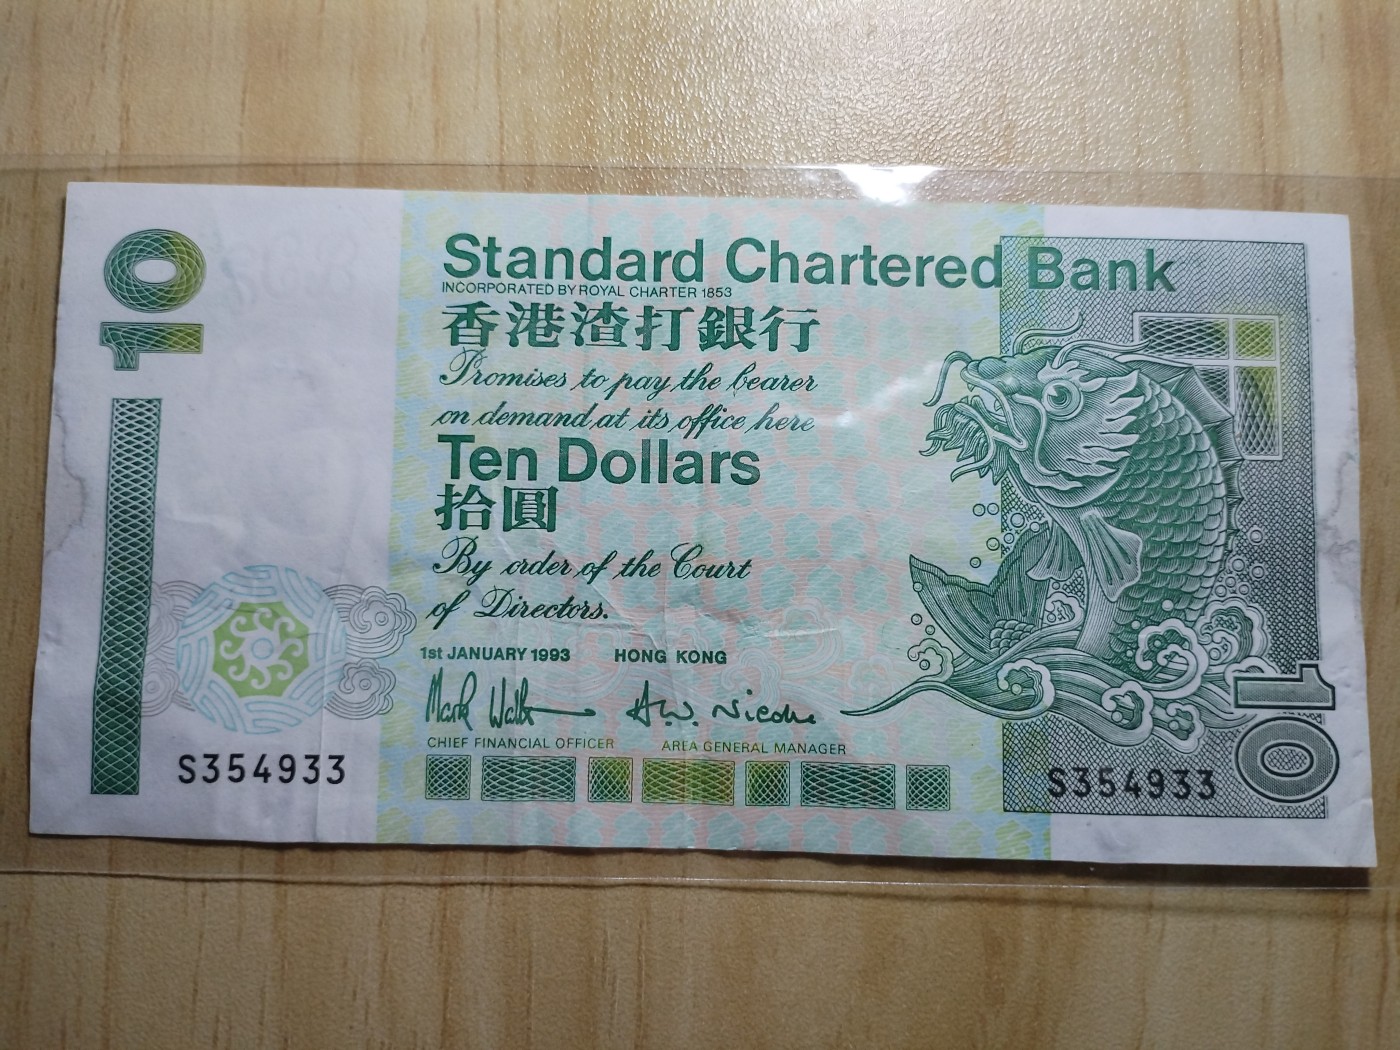 10
Standard Chartered Bank
INCORPORATED BY ROYAL CHARTER 1853
香港渣打銀行
Promises to pay the bearer
on demand at its office here
Ten Dollars
拾圓
By order of the Court
of Directors.
1st JANUARY 1993 HONG KONG
CHIEF FINANCIAL OFFICER AREA GENERAL MANAGER
S354933
S354933
10